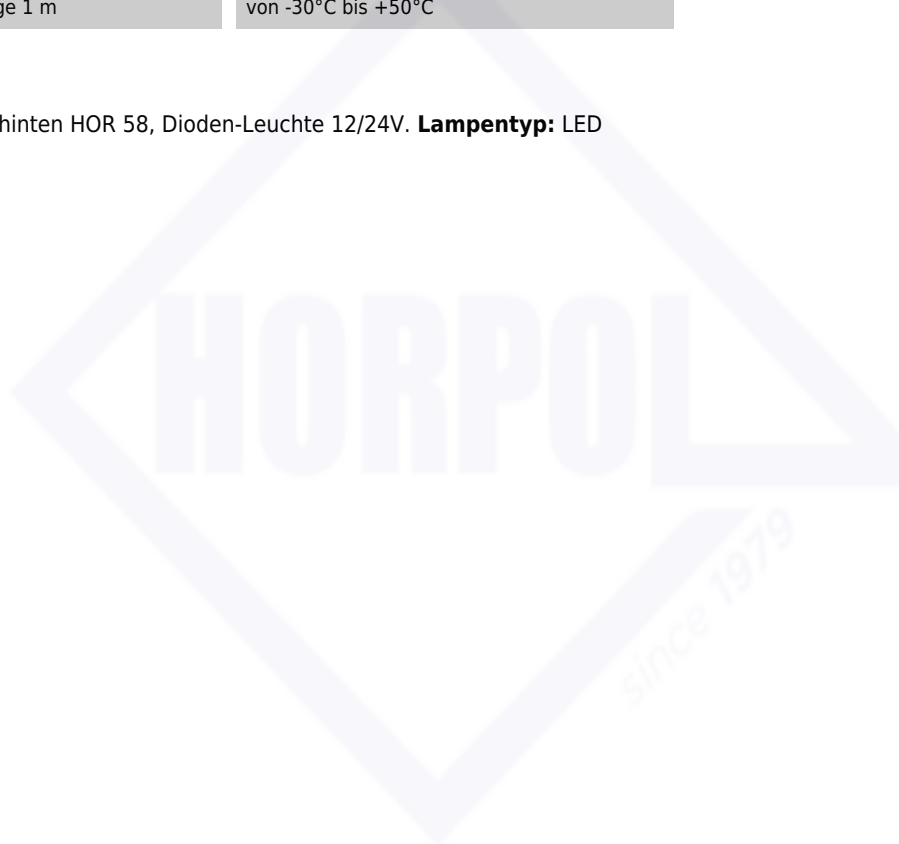 ge 1 m
von -30°C bis +50°C
hinten HOR 58, Dioden-Leuchte 12/24V. Lampentyp: LED
HORPOL
since 1979